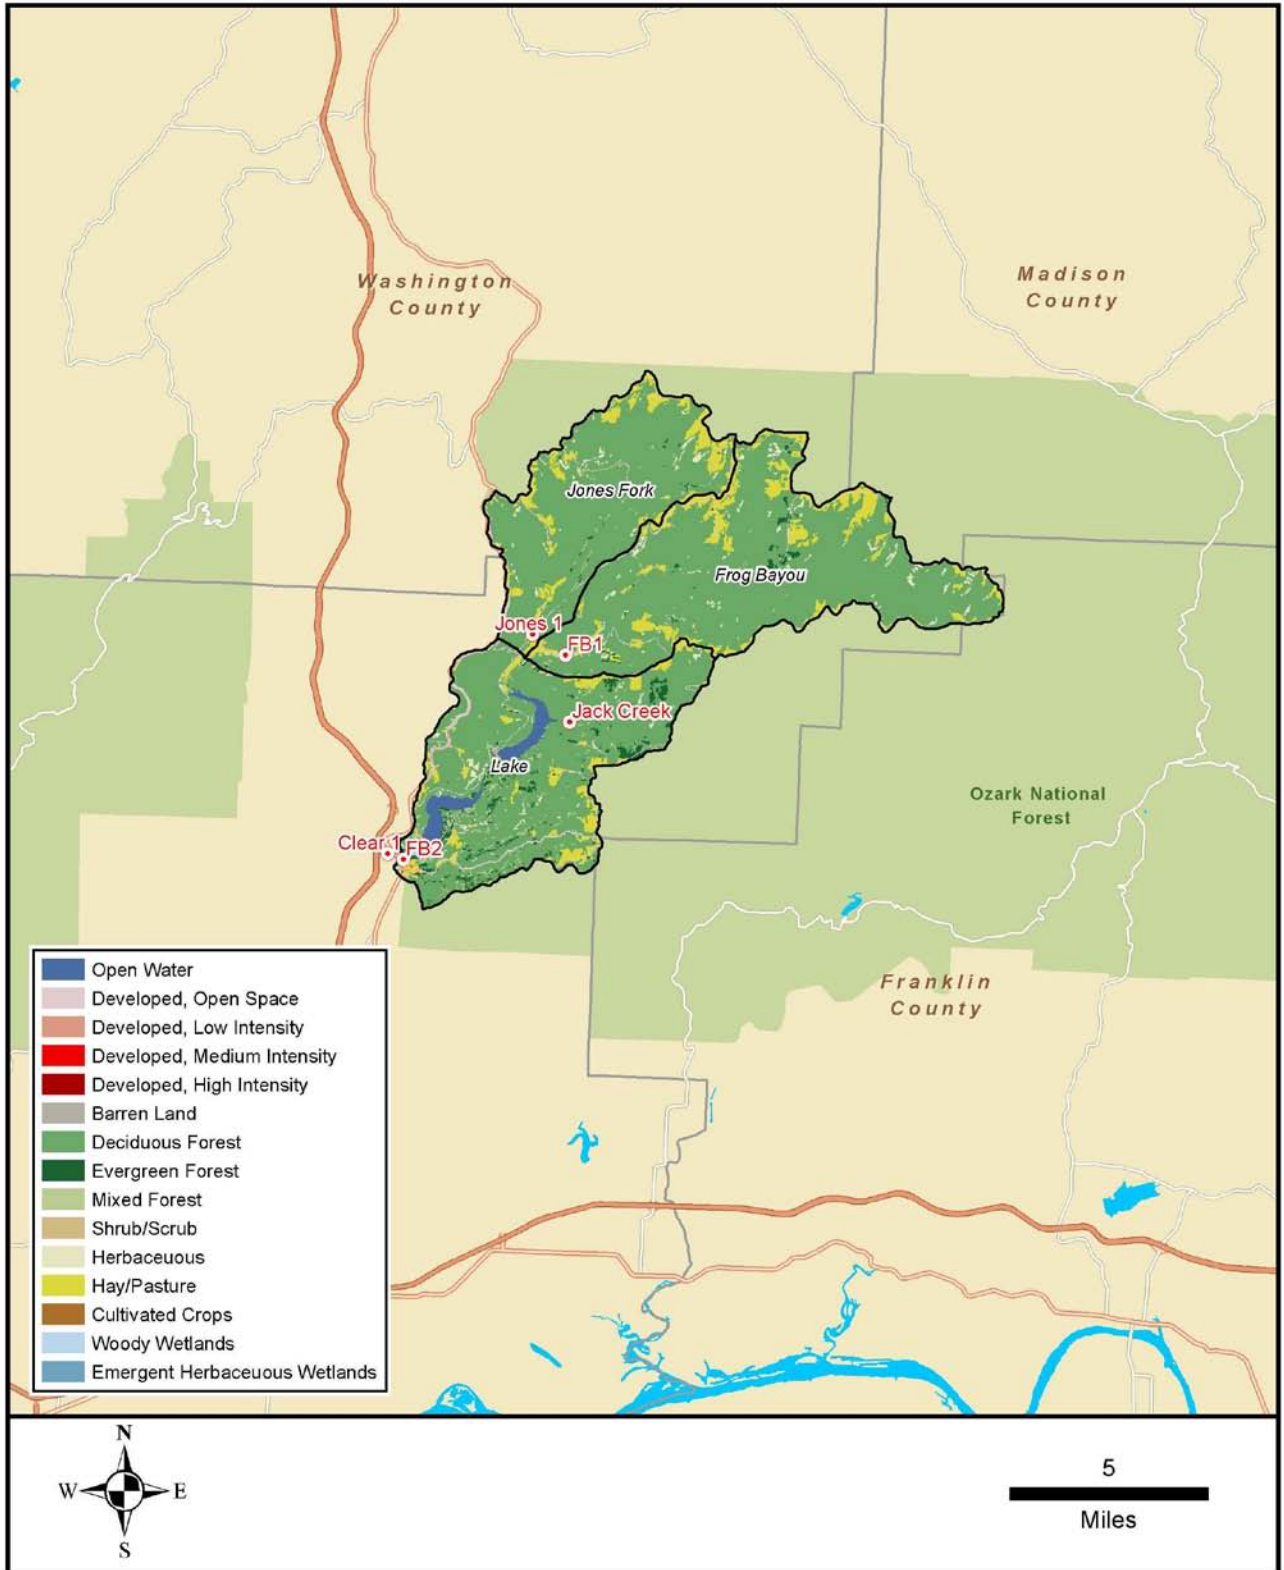 Washington
County
Madison
County
Jones Fork
Frog Bayou
Jones 1
FB1
Jack Creek
Lake
Ozark National
Forest
Clear 1
FB2
Franklin
County
Open Water
Developed, Open Space
Developed, Low Intensity
Developed, Medium Intensity
Developed, High Intensity
Barren Land
Deciduous Forest
Evergreen Forest
Mixed Forest
Shrub/Scrub
Herbaceuous
Hay/Pasture
Cultivated Crops
Woody Wetlands
Emergent Herbaceuous Wetlands
N
W
E
S
5
Miles